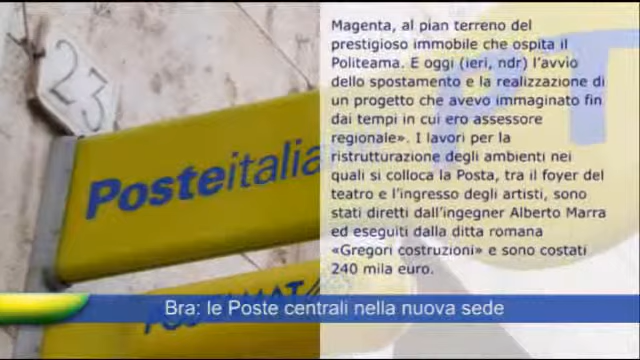 23
Posteitalia
POSTAMAT
Magenta, al pian terreno del
prestigioso immobile che ospita il
Politeama. E oggi (ieri, ndr) l'avvio
dello spostamento e la realizzazione di
un progetto che avevo immaginato fin
dai tempi in cui ero assessore
regionale». I lavori per la
ristrutturazione degli ambienti nei
quali si colloca la Posta, tra il foyer del
teatro e l'ingresso degli artisti, sono
stati diretti dall'ingegner Alberto Marra
ed eseguiti dalla ditta romana
«Gregori costruzioni» e sono costati
240 mila euro.
Bra: le Poste centrali nella nuova sede